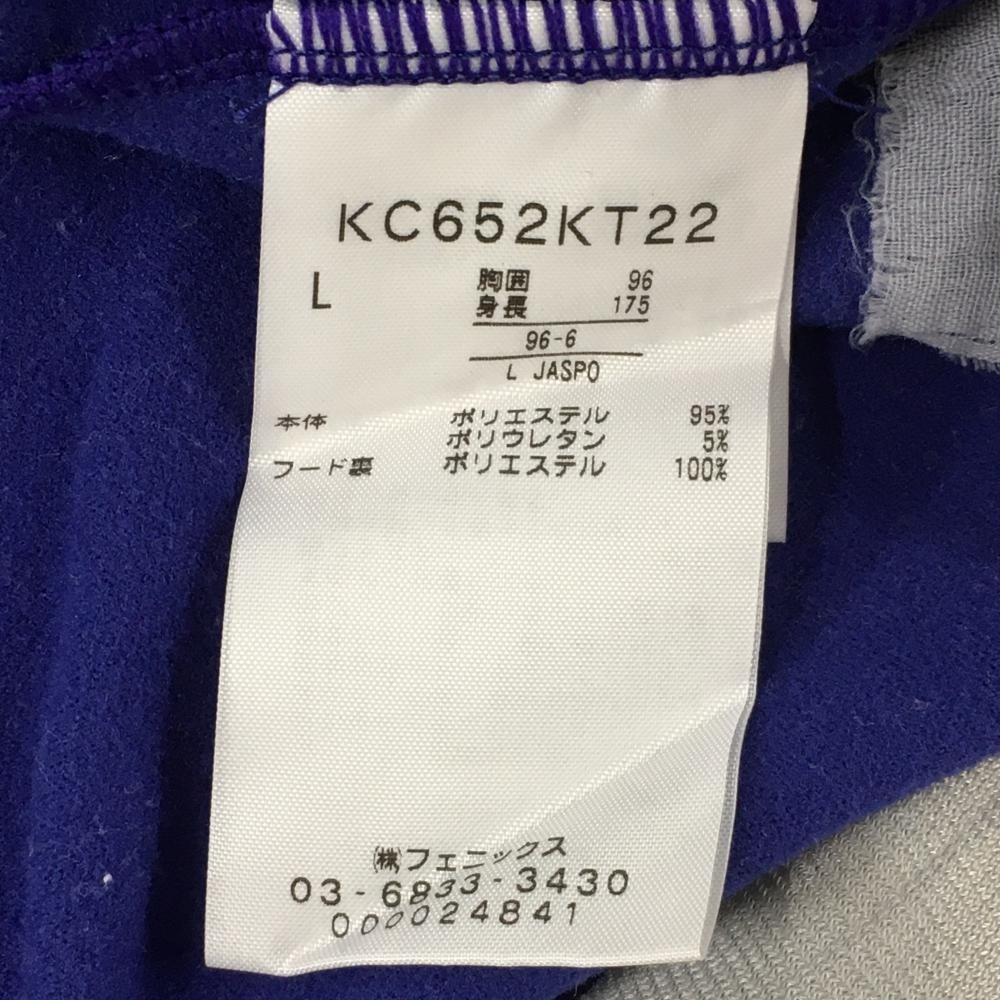 KC652KT22
L
胸囲 96
身長 175
96-6
L JASPO
本体 ポリエステル 95%
ポリウレタン 5%
フード裏 ポリエステル 100%
㈱フェニックス
03-6833-3430
000024841